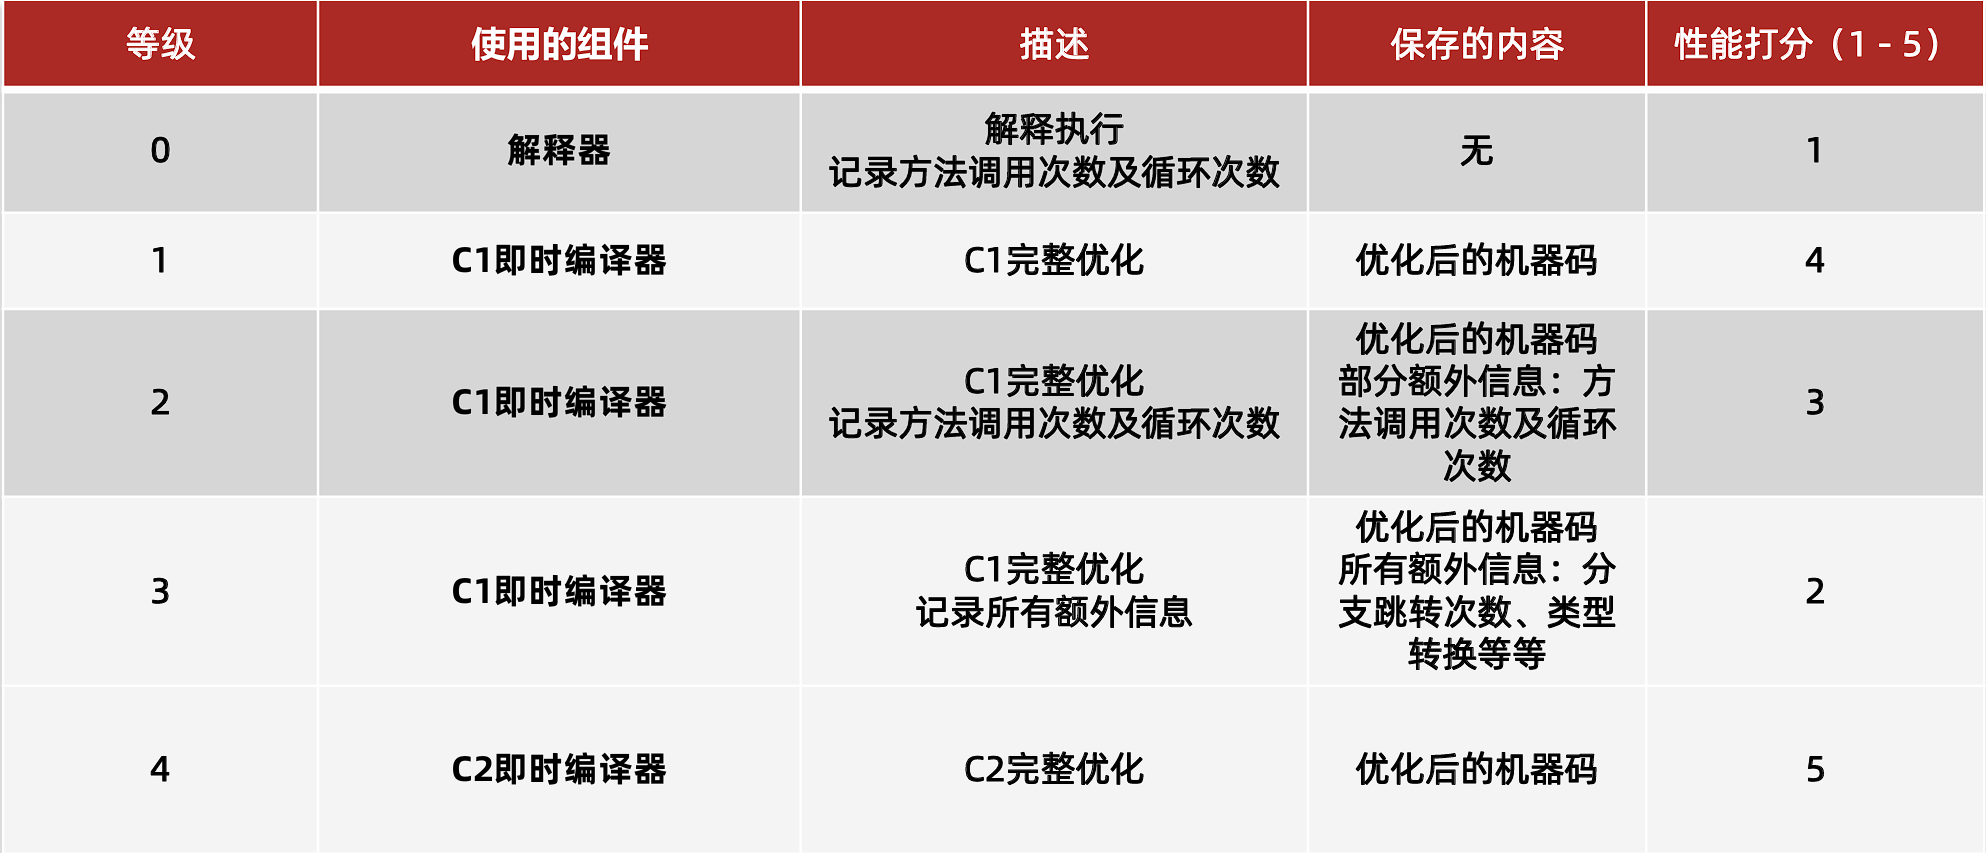 等级
使用的组件
描述
保存的内容
性能打分（1 - 5）
0
解释器
解释执行
记录方法调用次数及循环次数
无
1
1
C1即时编译器
C1完整优化
优化后的机器码
4
2
C1即时编译器
C1完整优化
记录方法调用次数及循环次数
优化后的机器码
部分额外信息：方
法调用次数及循环
次数
3
3
C1即时编译器
C1完整优化
记录所有额外信息
优化后的机器码
所有额外信息：分
支跳转次数、类型
转换等等
2
4
C2即时编译器
C2完整优化
优化后的机器码
5